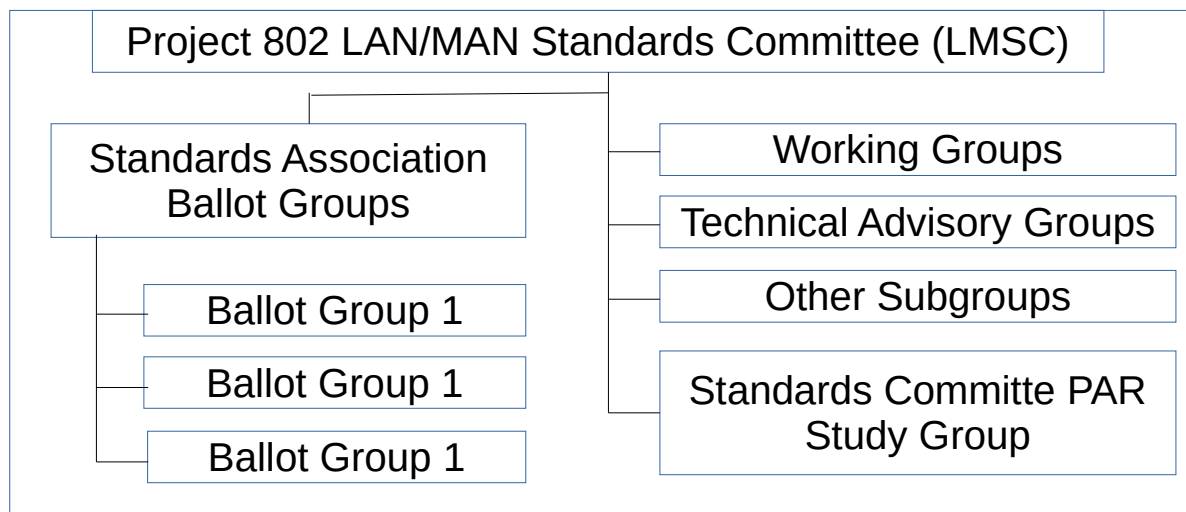 Project 802 LAN/MAN Standards Committee (LMSC)
Standards Association
Ballot Groups
Ballot Group 1
Ballot Group 1
Ballot Group 1
Working Groups
Technical Advisory Groups
Other Subgroups
Standards Committe PAR
Study Group